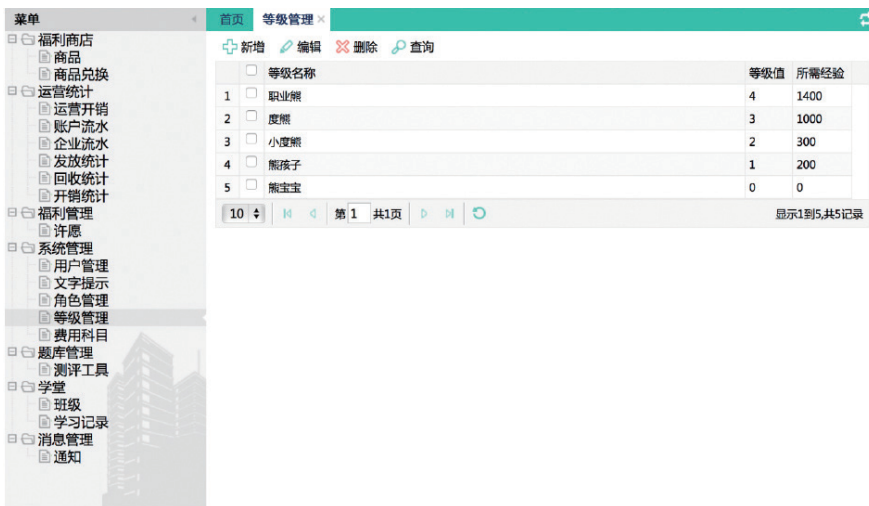 菜单
福利商店
商品
商品兑换
运营统计
运营开销
账户流水
企业流水
发放统计
回收统计
开销统计
福利管理
许愿
系统管理
用户管理
文字提示
角色管理
等级管理
费用科目
题库管理
测评工具
学堂
班级
学习记录
消息管理
通知
首页 等级管理
新增 编辑 删除 查询
等级名称 等级值 所需经验
1 职业熊 4 1400
2 度熊 3 1000
3 小度熊 2 300
4 熊孩子 1 200
5 熊宝宝 0 0
10 第 1 共1页 显示1到5,共5记录